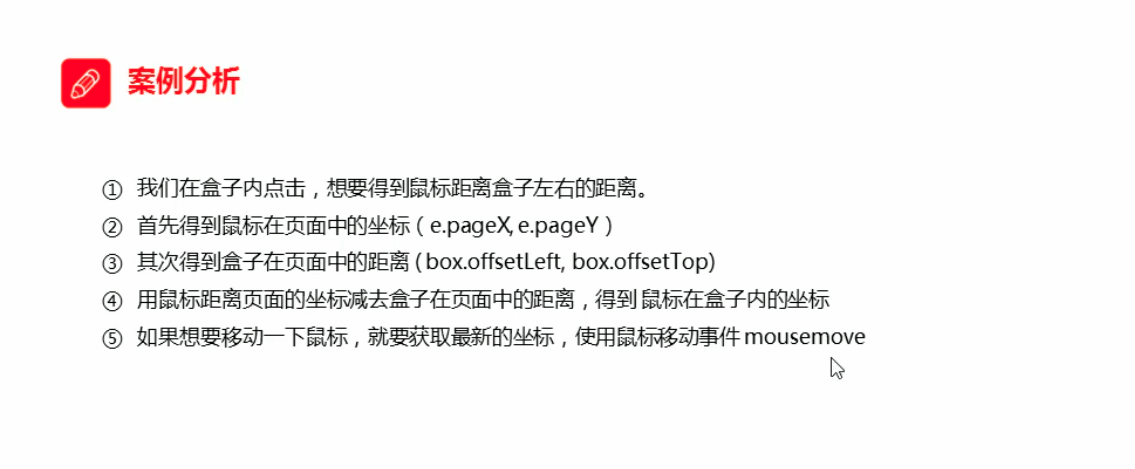 案例分析
① 我们在盒子内点击，想要得到鼠标距离盒子左右的距离。
② 首先得到鼠标在页面中的坐标（e.pageX, e.pageY）
③ 其次得到盒子在页面中的距离 ( box.offsetLeft, box.offsetTop)
④ 用鼠标距离页面的坐标减去盒子在页面中的距离，得到 鼠标在盒子内的坐标
⑤ 如果想要移动一下鼠标，就要获取最新的坐标，使用鼠标移动事件 mousemove